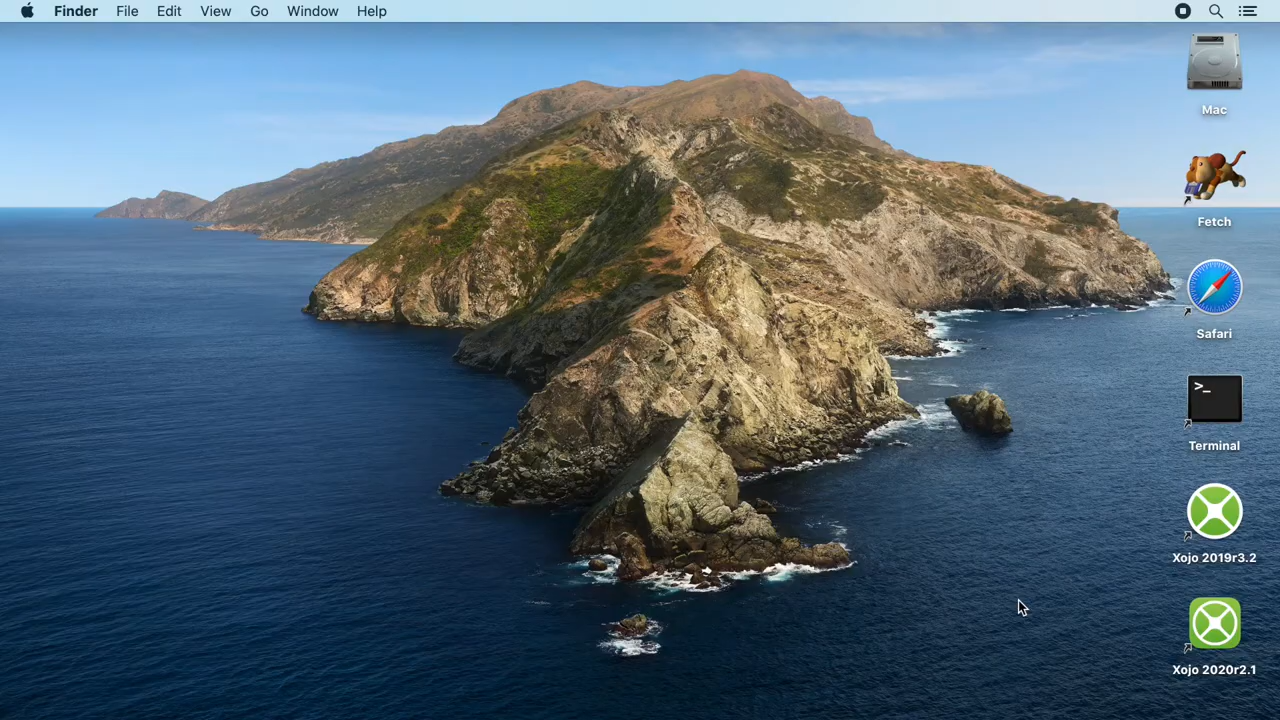 Finder File Edit View Go Window Help
Mac
Fetch
Safari
>_
Terminal
Xojo 2019r3.2
Xojo 2020r2.1